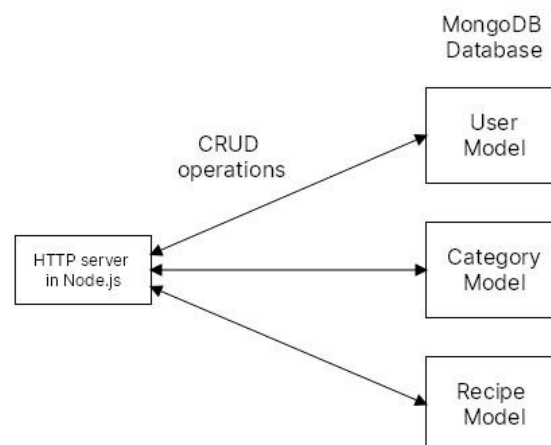 MongoDB
Database
User
Model
CRUD
operations
HTTP server
in Node.js
Category
Model
Recipe
Model